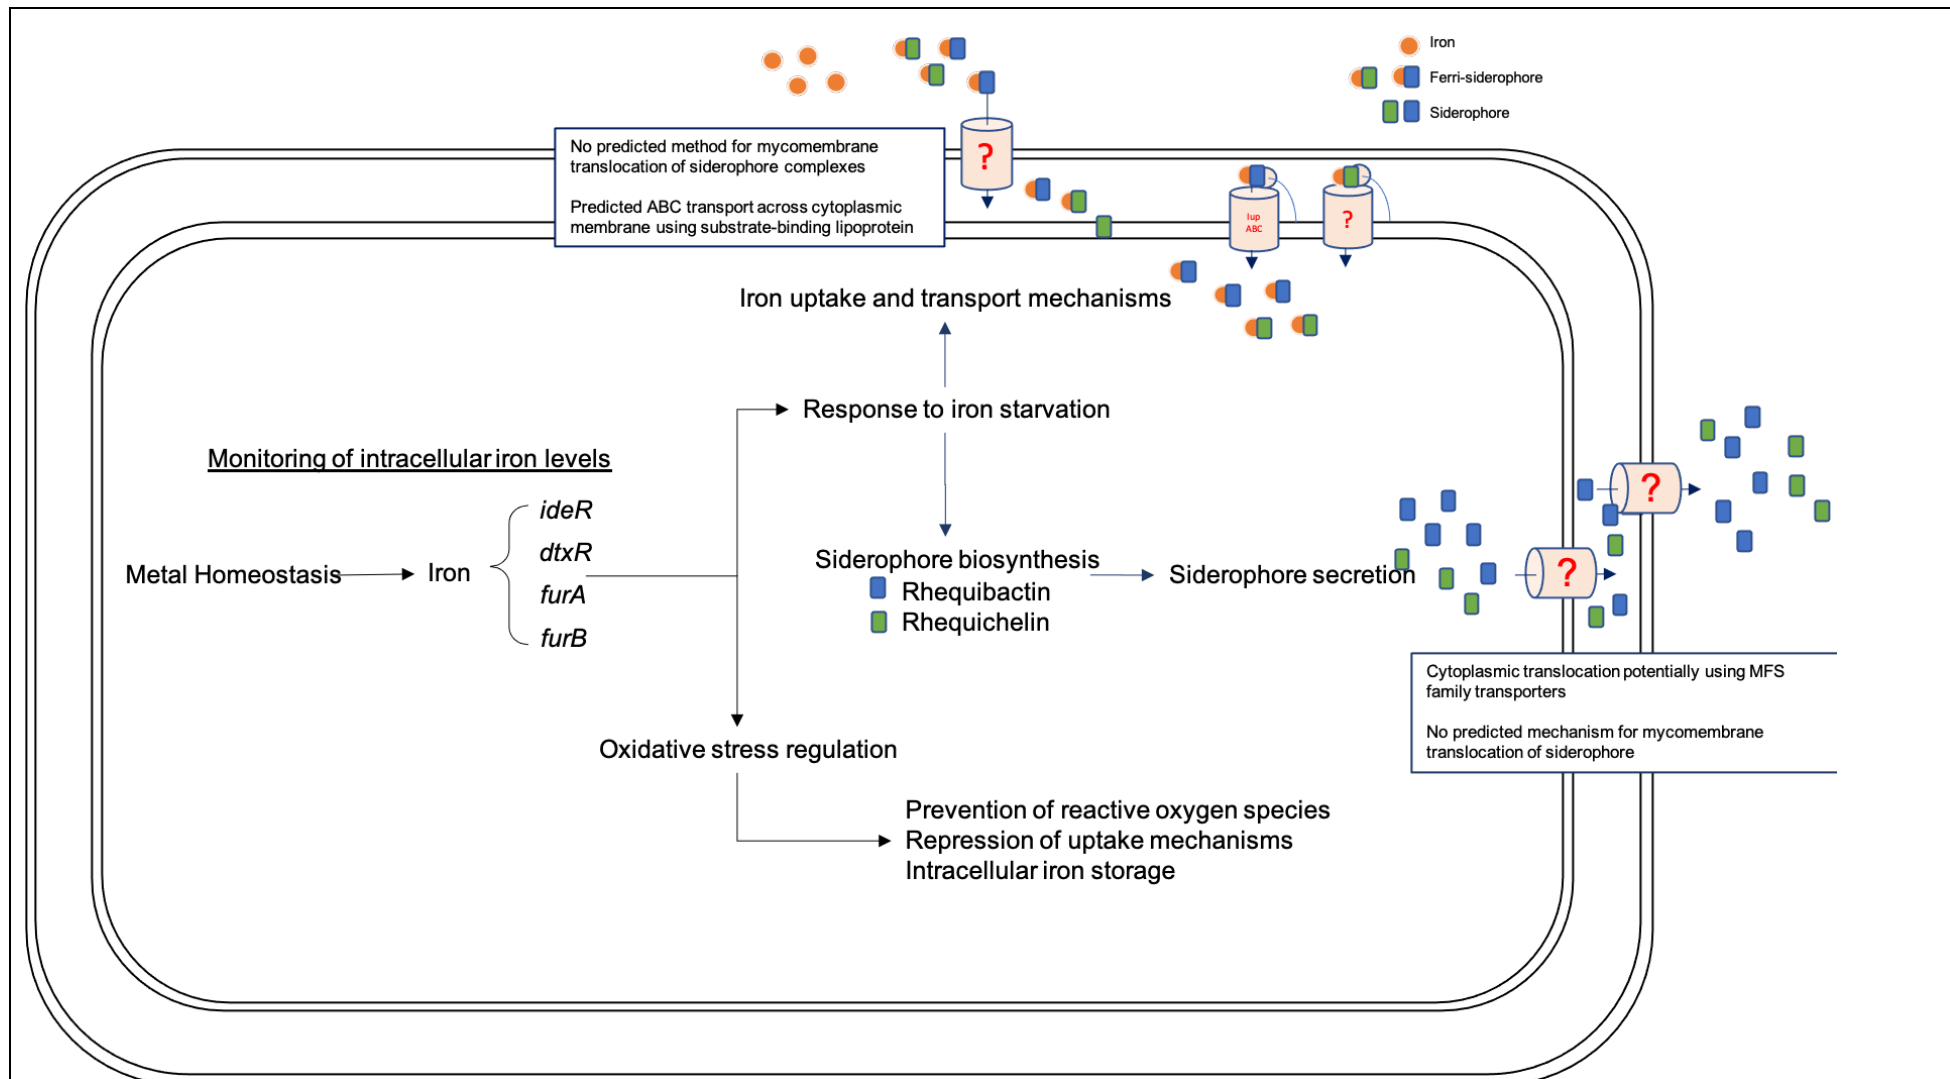 Iron
Ferri-siderophore
Siderophore
No predicted method for mycomembrane
translocation of siderophore complexes
Predicted ABC transport across cytoplasmic
membrane using substrate-binding lipoprotein
?
Iup
ABC
?
Iron uptake and transport mechanisms
Response to iron starvation
Monitoring of intracellular iron levels
ideR
dtxR
furA
furB
Metal Homeostasis
Iron
Siderophore biosynthesis
Rhequibactin
Rhequichelin
Siderophore secretion
?
?
Cytoplasmic translocation potentially using MFS
family transporters
No predicted mechanism for mycomembrane
translocation of siderophore
Oxidative stress regulation
Prevention of reactive oxygen species
Repression of uptake mechanisms
Intracellular iron storage